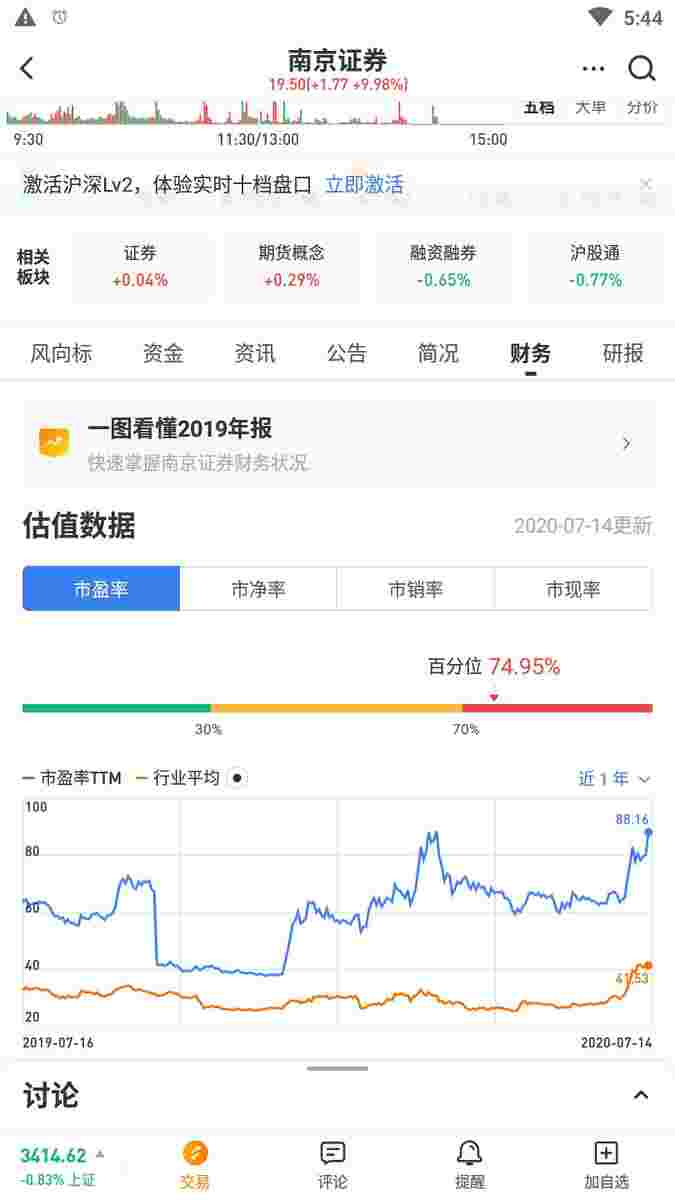 5:44
南京证券
19.50(+1.77 +9.98%)
五档 大单 分价
9:30 11:30/13:00 15:00
激活沪深Lv2，体验实时十档盘口 立即激活
相关板块
证券 +0.04%
期货概念 +0.29%
融资融券 -0.65%
沪股通 -0.77%
风向标 资金 资讯 公告 简况 财务 研报
一图看懂2019年报
快速掌握南京证券财务状况
估值数据 2020-07-14更新
市盈率 市净率 市销率 市现率
百分位 74.95%
30% 70%
市盈率TTM 行业平均 近1年
100
88.16
80
60
40
41.53
20
2019-07-16 2020-07-14
讨论
3414.62
-0.83% 上证
交易 评论 提醒 加自选